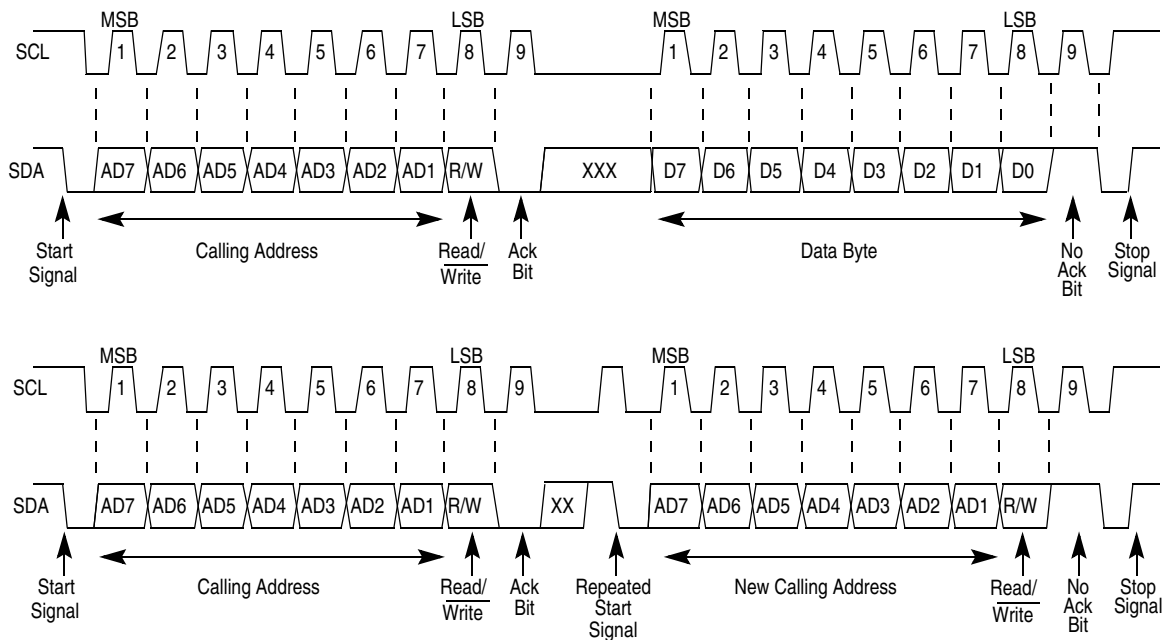 MSB LSB MSB LSB
SCL 1 2 3 4 5 6 7 8 9 1 2 3 4 5 6 7 8 9
SDA AD7 AD6 AD5 AD4 AD3 AD2 AD1 R/W XXX D7 D6 D5 D4 D3 D2 D1 D0
Start Signal
Calling Address
Read/
Write
Ack
Bit
Data Byte
No
Ack
Bit
Stop
Signal
MSB LSB MSB LSB
SCL 1 2 3 4 5 6 7 8 9 1 2 3 4 5 6 7 8 9
SDA AD7 AD6 AD5 AD4 AD3 AD2 AD1 R/W XX AD7 AD6 AD5 AD4 AD3 AD2 AD1 R/W
Start
Signal
Calling Address
Read/
Write
Ack
Bit
Repeated
Start
Signal
New Calling Address
Read/
Write
No
Ack
Bit
Stop
Signal